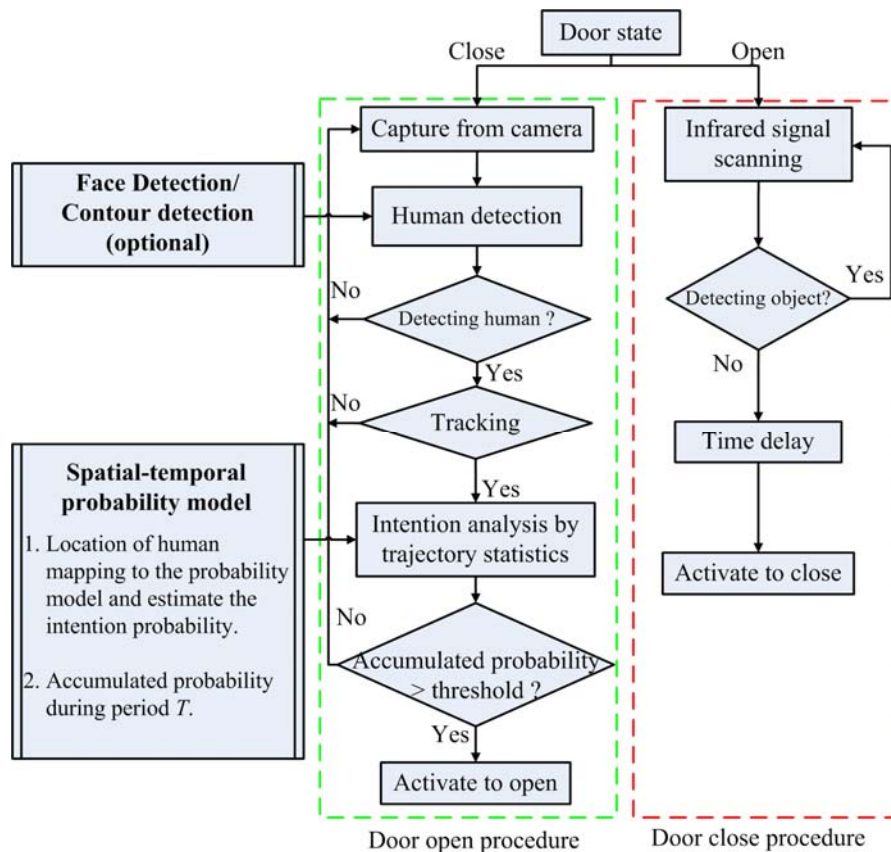 Door state
Close
Open
Capture from camera
Infrared signal
scanning
Face Detection/
Contour detection
(optional)
Human detection
No
Detecting human ?
Yes
Detecting object?
Yes
No
No
Tracking
Yes
Time delay
Spatial-temporal
probability model
1. Location of human
mapping to the probability
model and estimate the
intention probability.
2. Accumulated probability
during period T.
Intention analysis by
trajectory statistics
Activate to close
No
Accumulated probability
> threshold ?
Yes
Activate to open
Door open procedure
Door close procedure